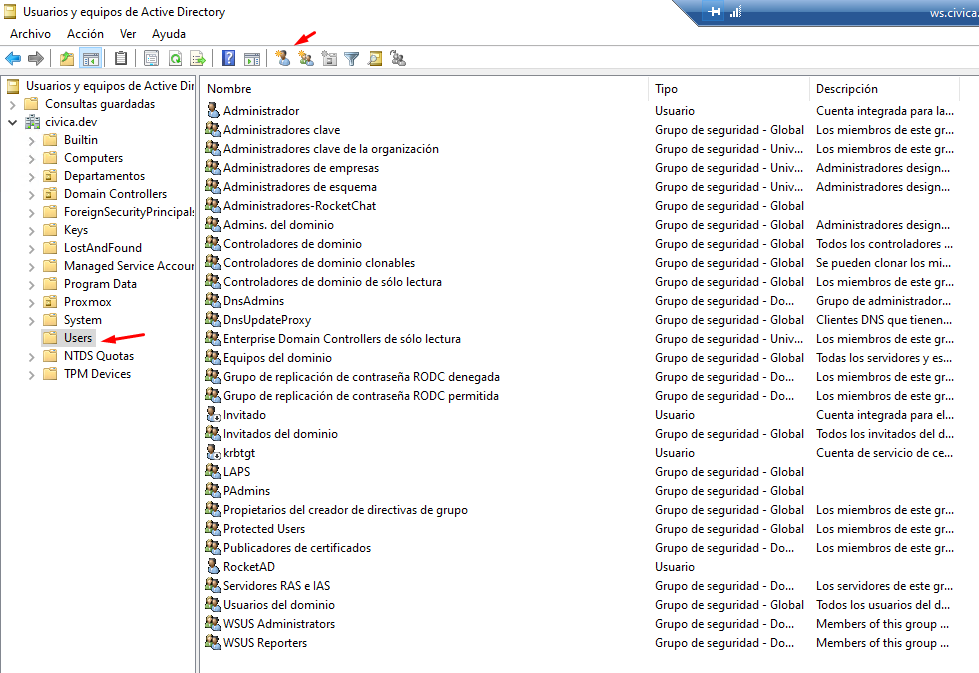 Usuarios y equipos de Active Directory
ws.civica.
Archivo Acción Ver Ayuda
Usuarios y equipos de Active Dir
Consultas guardadas
civica.dev
Builtin
Computers
Departamentos
Domain Controllers
ForeignSecurityPrincipals
Keys
LostAndFound
Managed Service Accour
Program Data
Proxmox
System
Users
NTDS Quotas
TPM Devices
Nombre Tipo Descripción
Administrador Usuario Cuenta integrada para la...
Administradores clave Grupo de seguridad - Global Los miembros de este gr...
Administradores clave de la organización Grupo de seguridad - Univ... Los miembros de este gr...
Administradores de empresas Grupo de seguridad - Univ... Administradores design...
Administradores de esquema Grupo de seguridad - Univ... Administradores design...
Administradores-RocketChat Grupo de seguridad - Global
Admins. del dominio Grupo de seguridad - Global Administradores design...
Controladores de dominio Grupo de seguridad - Global Todos los controladores ...
Controladores de dominio clonables Grupo de seguridad - Global Se pueden clonar los mi...
Controladores de dominio de sólo lectura Grupo de seguridad - Global Los miembros de este gr...
DnsAdmins Grupo de seguridad - Do... Grupo de administrador...
DnsUpdateProxy Grupo de seguridad - Global Clientes DNS que tienen...
Enterprise Domain Controllers de sólo lectura Grupo de seguridad - Univ... Los miembros de este gr...
Equipos del dominio Grupo de seguridad - Global Todas los servidores y es...
Grupo de replicación de contraseña RODC denegada Grupo de seguridad - Do... Los miembros de este gr...
Grupo de replicación de contraseña RODC permitida Grupo de seguridad - Do... Los miembros de este gr...
Invitado Usuario Cuenta integrada para el...
Invitados del dominio Grupo de seguridad - Global Todos los invitados del d...
krbtgt Usuario Cuenta de servicio de ce...
LAPS Grupo de seguridad - Global
PAdmins Grupo de seguridad - Global
Propietarios del creador de directivas de grupo Grupo de seguridad - Global Los miembros de este gr...
Protected Users Grupo de seguridad - Global Los miembros de este gr...
Publicadores de certificados Grupo de seguridad - Do... Los miembros de este gr...
RocketAD Usuario
Servidores RAS e IAS Grupo de seguridad - Do... Los servidores de este gr...
Usuarios del dominio Grupo de seguridad - Global Todos los usuarios del d...
WSUS Administrators Grupo de seguridad - Do... Members of this group ...
WSUS Reporters Grupo de seguridad - Do... Members of this group ...